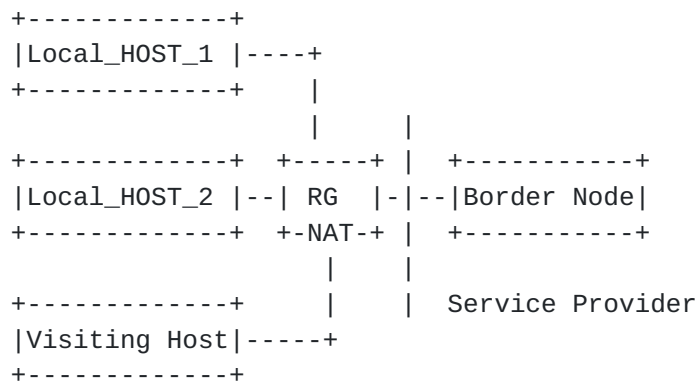 +-------------+
|Local_HOST_1 |----+
+-------------+    |
                   |     |
+-------------+  +-----+ |  +-----------+
|Local_HOST_2 |--| RG  |-|--|Border Node|
+-------------+  +-NAT-+ |  +-----------+
                    |    |
+-------------+     |    |  Service Provider
|Visiting Host|-----+
+-------------+